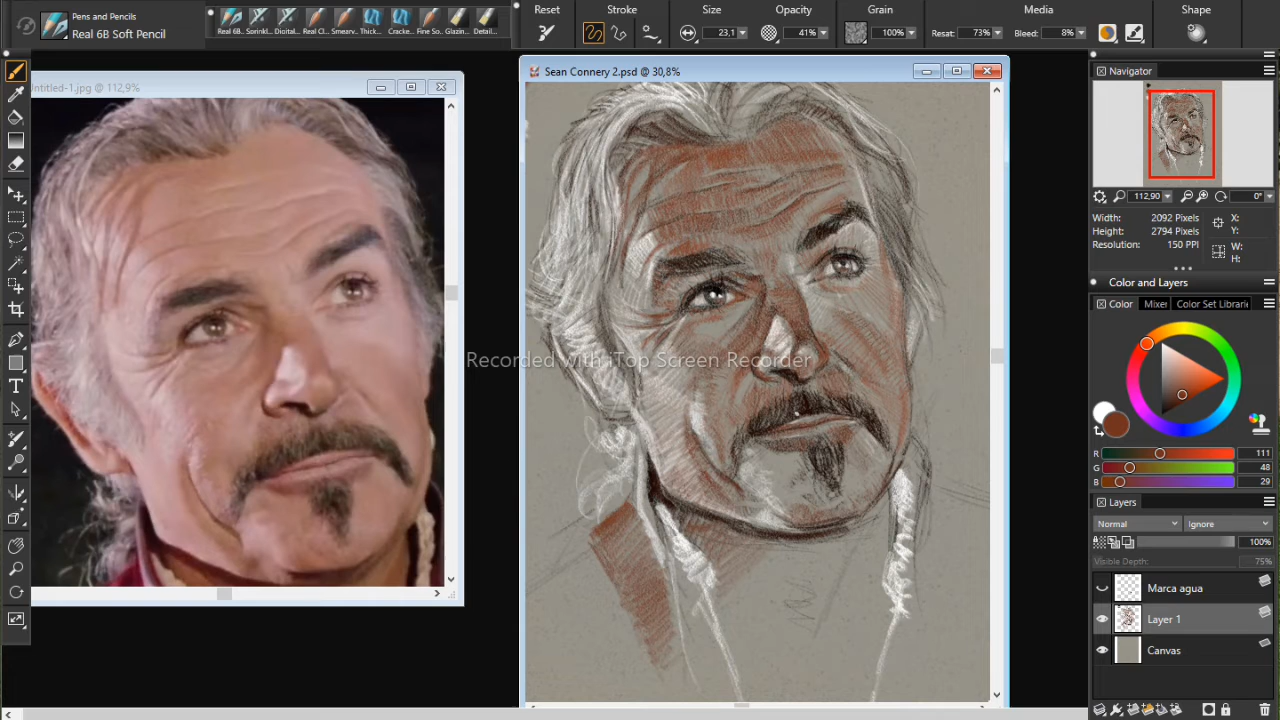 Pens and Pencils
Real 6B Soft Pencil
Real 6B..
Sprinkl..
Digital..
Real Cl..
Smearv..
Thick..
Cracke..
Fine So..
Glazin..
Detail..
Reset
Stroke
Size
23,1
Opacity
41%
Grain
100%
Media
Resat: 73%
Bleed: 8%
Shape
Untitled-1.jpg @ 112,9%
Sean Connery 2.psd @ 30,8%
Recorded with iTop Screen Recorder
Navigator
112,90
0°
Width: 2092 Pixels
Height: 2794 Pixels
Resolution: 150 PPI
X:
Y:
W:
H:
Color and Layers
Color
Mixer
Color Set Librari
R 111
G 48
B 29
Layers
Normal
Ignore
100%
Visible Depth: 75%
Marca agua
Layer 1
Canvas